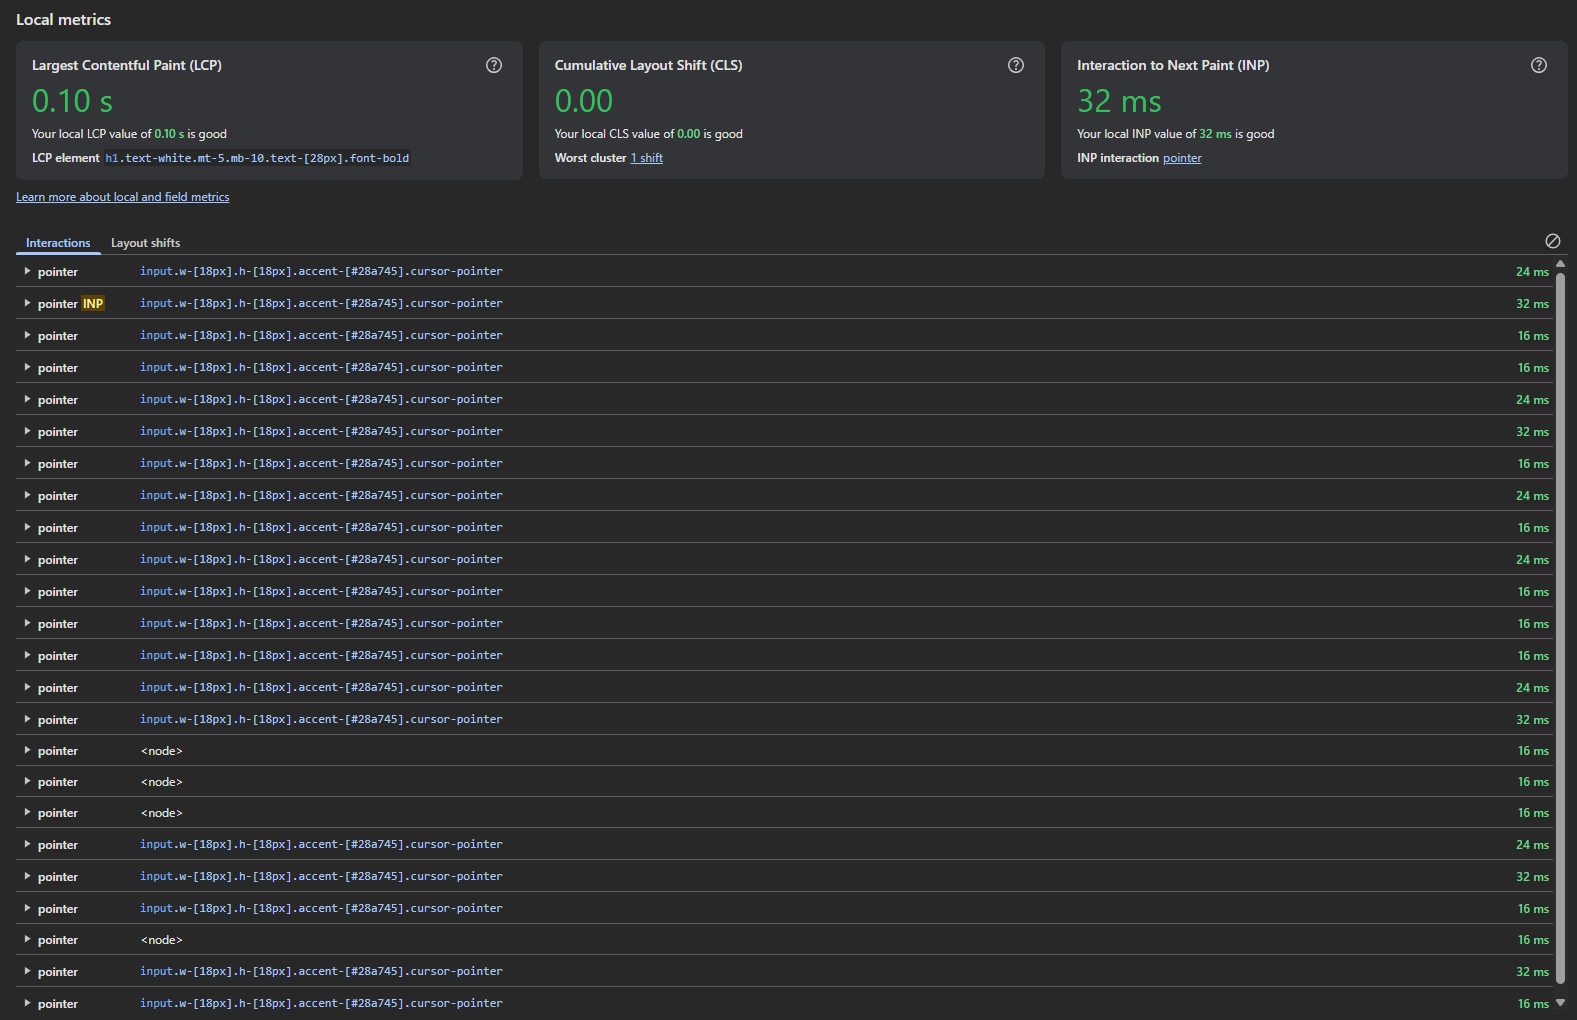 Local metrics
Largest Contentful Paint (LCP)
0.10 s
Your local LCP value of 0.10 s is good
LCP element h1.text-white.mt-5.mb-10.text-[28px].font-bold
Cumulative Layout Shift (CLS)
0.00
Your local CLS value of 0.00 is good
Worst cluster 1 shift
Interaction to Next Paint (INP)
32 ms
Your local INP value of 32 ms is good
INP interaction pointer
Learn more about local and field metrics
Interactions Layout shifts
pointer input.w-[18px].h-[18px].accent-[#28a745].cursor-pointer 24 ms
pointer INP input.w-[18px].h-[18px].accent-[#28a745].cursor-pointer 32 ms
pointer input.w-[18px].h-[18px].accent-[#28a745].cursor-pointer 16 ms
pointer input.w-[18px].h-[18px].accent-[#28a745].cursor-pointer 16 ms
pointer input.w-[18px].h-[18px].accent-[#28a745].cursor-pointer 24 ms
pointer input.w-[18px].h-[18px].accent-[#28a745].cursor-pointer 32 ms
pointer input.w-[18px].h-[18px].accent-[#28a745].cursor-pointer 16 ms
pointer input.w-[18px].h-[18px].accent-[#28a745].cursor-pointer 24 ms
pointer input.w-[18px].h-[18px].accent-[#28a745].cursor-pointer 16 ms
pointer input.w-[18px].h-[18px].accent-[#28a745].cursor-pointer 24 ms
pointer input.w-[18px].h-[18px].accent-[#28a745].cursor-pointer 16 ms
pointer input.w-[18px].h-[18px].accent-[#28a745].cursor-pointer 16 ms
pointer input.w-[18px].h-[18px].accent-[#28a745].cursor-pointer 16 ms
pointer input.w-[18px].h-[18px].accent-[#28a745].cursor-pointer 24 ms
pointer input.w-[18px].h-[18px].accent-[#28a745].cursor-pointer 32 ms
pointer <node> 16 ms
pointer <node> 16 ms
pointer <node> 16 ms
pointer input.w-[18px].h-[18px].accent-[#28a745].cursor-pointer 24 ms
pointer input.w-[18px].h-[18px].accent-[#28a745].cursor-pointer 32 ms
pointer input.w-[18px].h-[18px].accent-[#28a745].cursor-pointer 16 ms
pointer <node> 16 ms
pointer input.w-[18px].h-[18px].accent-[#28a745].cursor-pointer 32 ms
pointer input.w-[18px].h-[18px].accent-[#28a745].cursor-pointer 16 ms